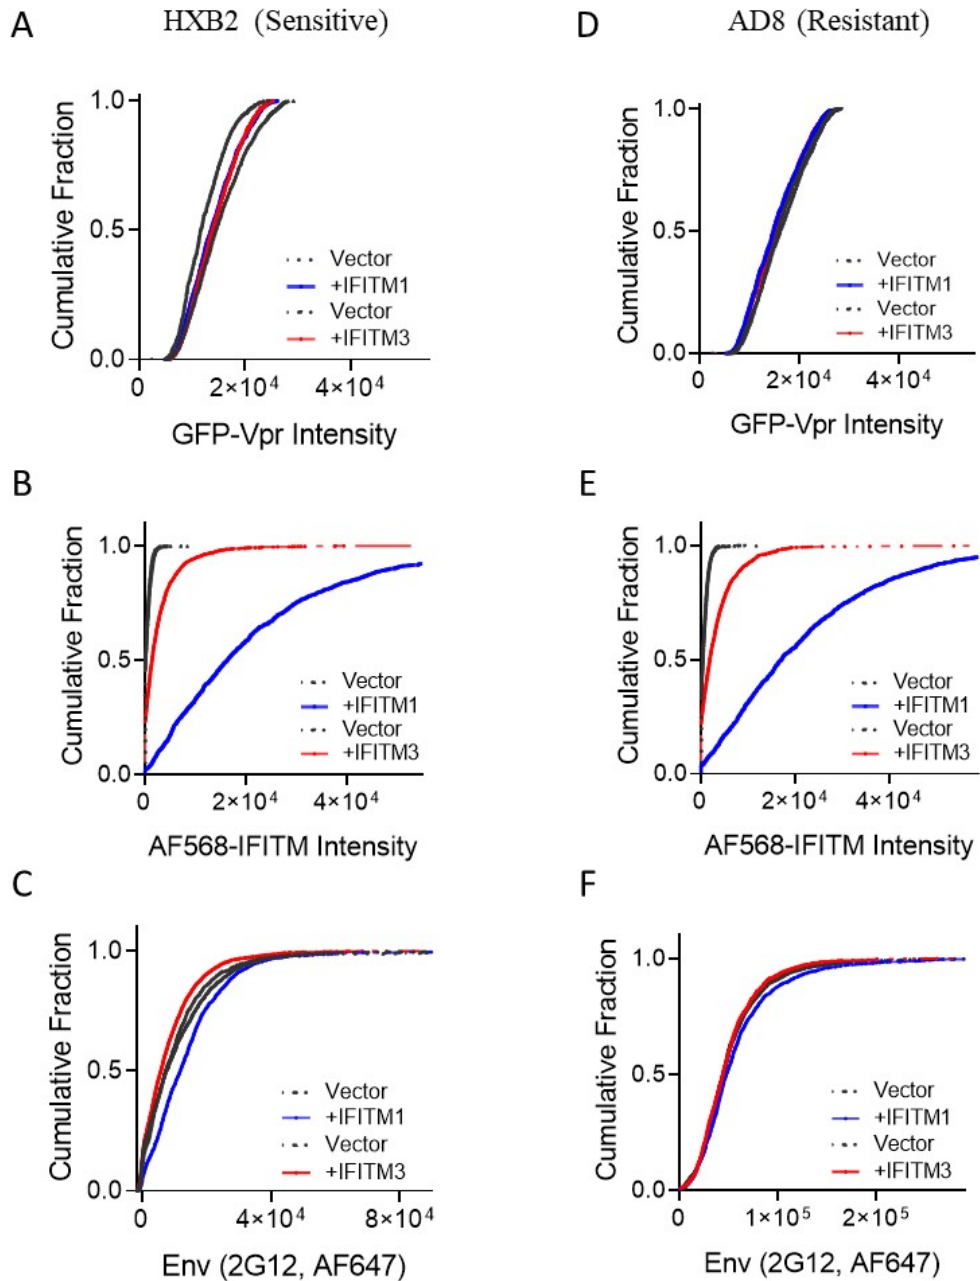 A
HXB2 (Sensitive)
1.0
0.5
0.0
Cumulative Fraction
Vector
+IFITM1
Vector
+IFITM3
0
2×10⁴
4×10⁴
GFP-Vpr Intensity
B
1.0
0.5
0.0
Cumulative Fraction
Vector
+IFITM1
Vector
+IFITM3
0
2×10⁴
4×10⁴
AF568-IFITM Intensity
C
1.0
0.5
0.0
Cumulative Fraction
Vector
+IFITM1
Vector
+IFITM3
0
4×10⁴
8×10⁴
Env (2G12, AF647)
D
AD8 (Resistant)
1.0
0.5
0.0
Cumulative Fraction
Vector
+IFITM1
Vector
+IFITM3
0
2×10⁴
4×10⁴
GFP-Vpr Intensity
E
1.0
0.5
0.0
Cumulative Fraction
Vector
+IFITM1
Vector
+IFITM3
0
2×10⁴
4×10⁴
AF568-IFITM Intensity
F
1.0
0.5
0.0
Cumulative Fraction
Vector
+IFITM1
Vector
+IFITM3
0
1×10⁵
2×10⁵
Env (2G12, AF647)